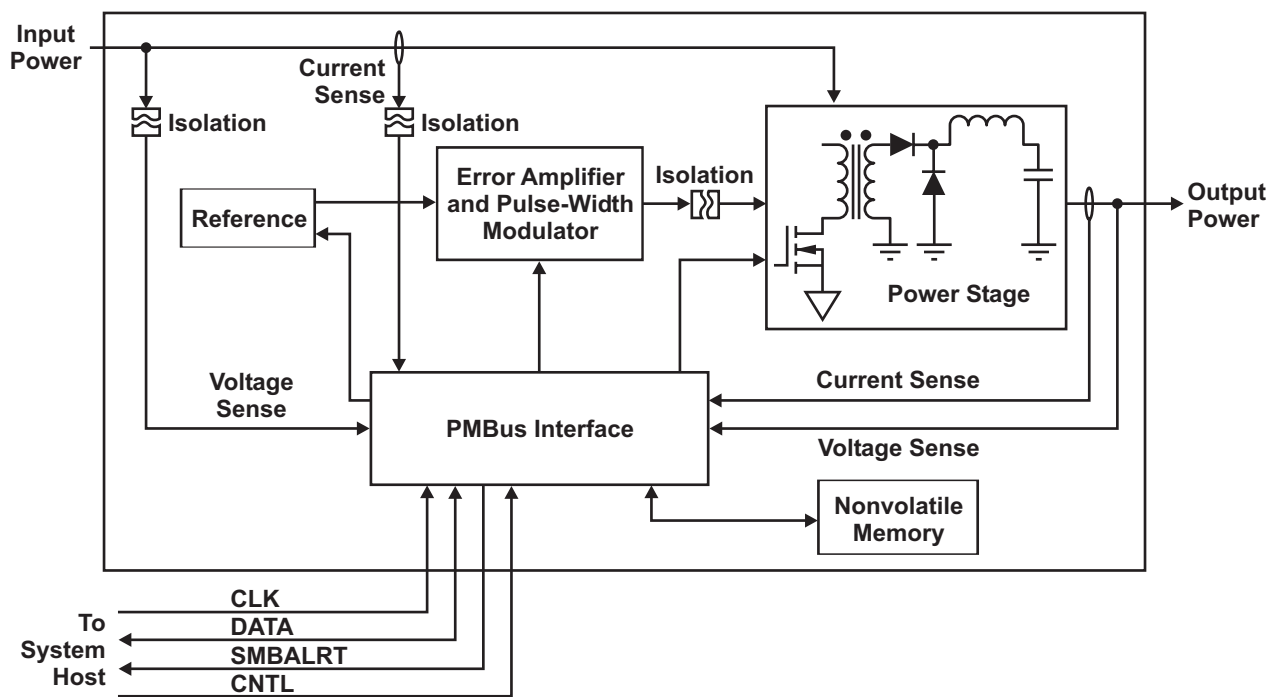 Input
Power
Current
Sense
Isolation
Isolation
Error Amplifier
and Pulse-Width
Modulator
Isolation
Reference
Output
Power
Power Stage
Voltage
Sense
PMBus Interface
Current Sense
Voltage Sense
Nonvolatile
Memory
To
System
Host
CLK
DATA
SMBALRT
CNTL